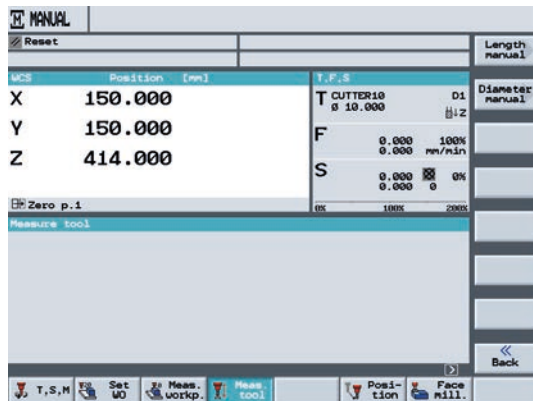 M MANUAL
Reset
Length manual
WCS Position [mm]
T,F,S
X 150.000
Y 150.000
Z 414.000
T CUTTER10 D1
ø 10.000 Z
F 0.000 100%
0.000 mm/min
S 0.000 0%
0.000 0
0% 100% 200%
Diameter manual
Zero p.1
Measure tool
Back
T,S,M
Set WO
Meas. workp.
Meas. tool
Posi- tion
Face mill.